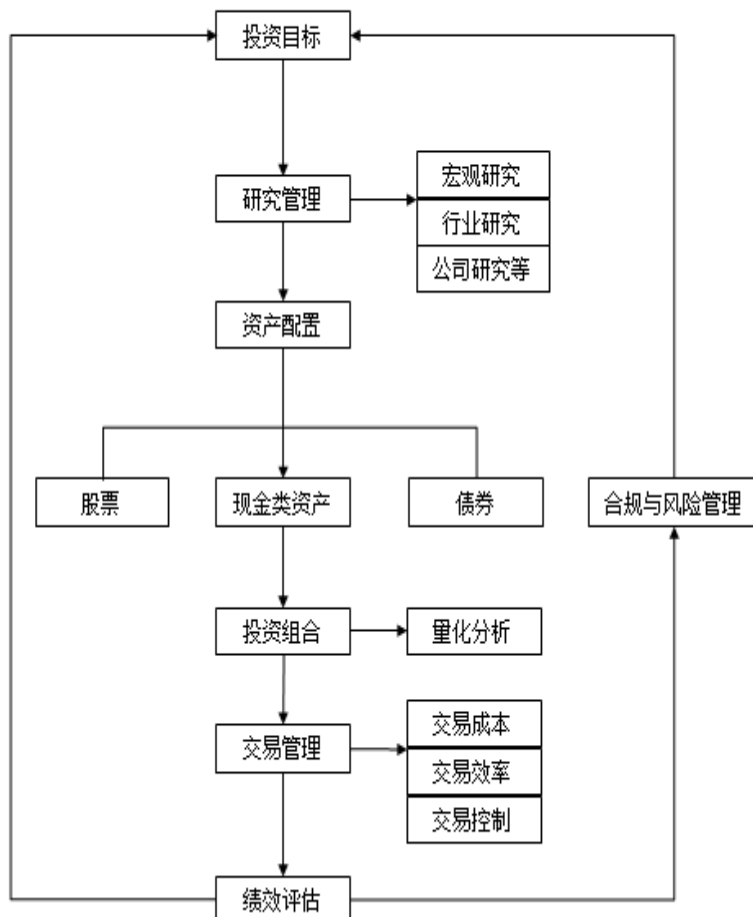 投资目标
研究管理
宏观研究
行业研究
公司研究等
资产配置
股票
现金类资产
债券
合规与风险管理
投资组合
量化分析
交易管理
交易成本
交易效率
交易控制
绩效评估